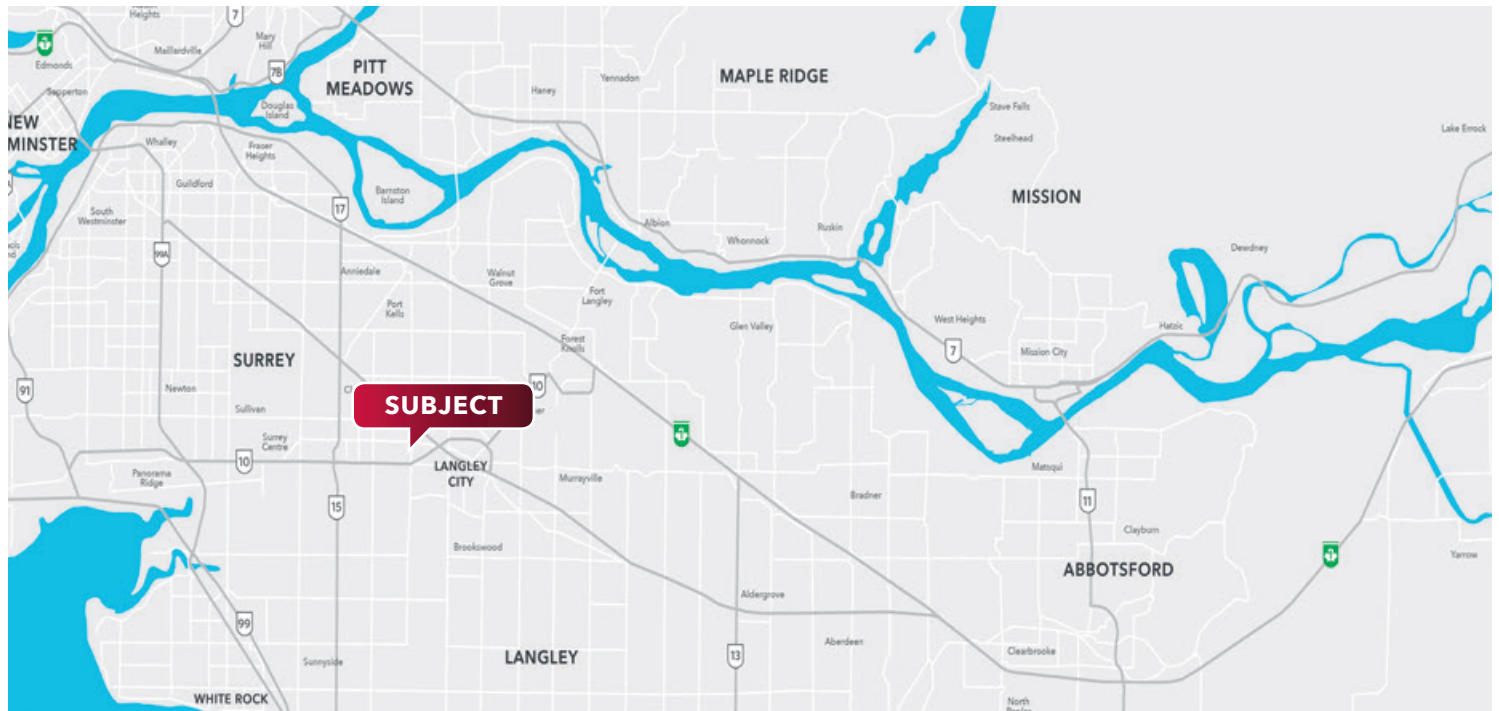 Heights
7
Mary
Hill
Maillardville
1
Edmonds
7B
PITT
MEADOWS
Yennadon
MAPLE RIDGE
Sapperton
Haney
Douglas
Island
Stave Falls
NEW
MINSTER
Whalley
Fraser
Heights
Steelhead
Lake Errock
Guildford
Barnston
Island
MISSION
17
South
Westminster
Albion
Ruskin
Whonnock
Dewdney
99A
Anniedale
Walnut
Grove
Port
Kells
Fort
Langley
Glen Valley
West Heights
Hatzic
Forest
Knolls
7
Mission City
SURREY
91
Newton
10
SUBJECT
Sullivan
Surrey
Centre
1
10
LANGLEY
CITY
Panorama
Ridge
Murrayville
Matsqui
15
Bradner
11
Clayburn
Brookswood
1
Yarrow
ABBOTSFORD
Aldergrove
99
Aberdeen
Clearbrooke
Sunnyside
LANGLEY
13
WHITE ROCK
North